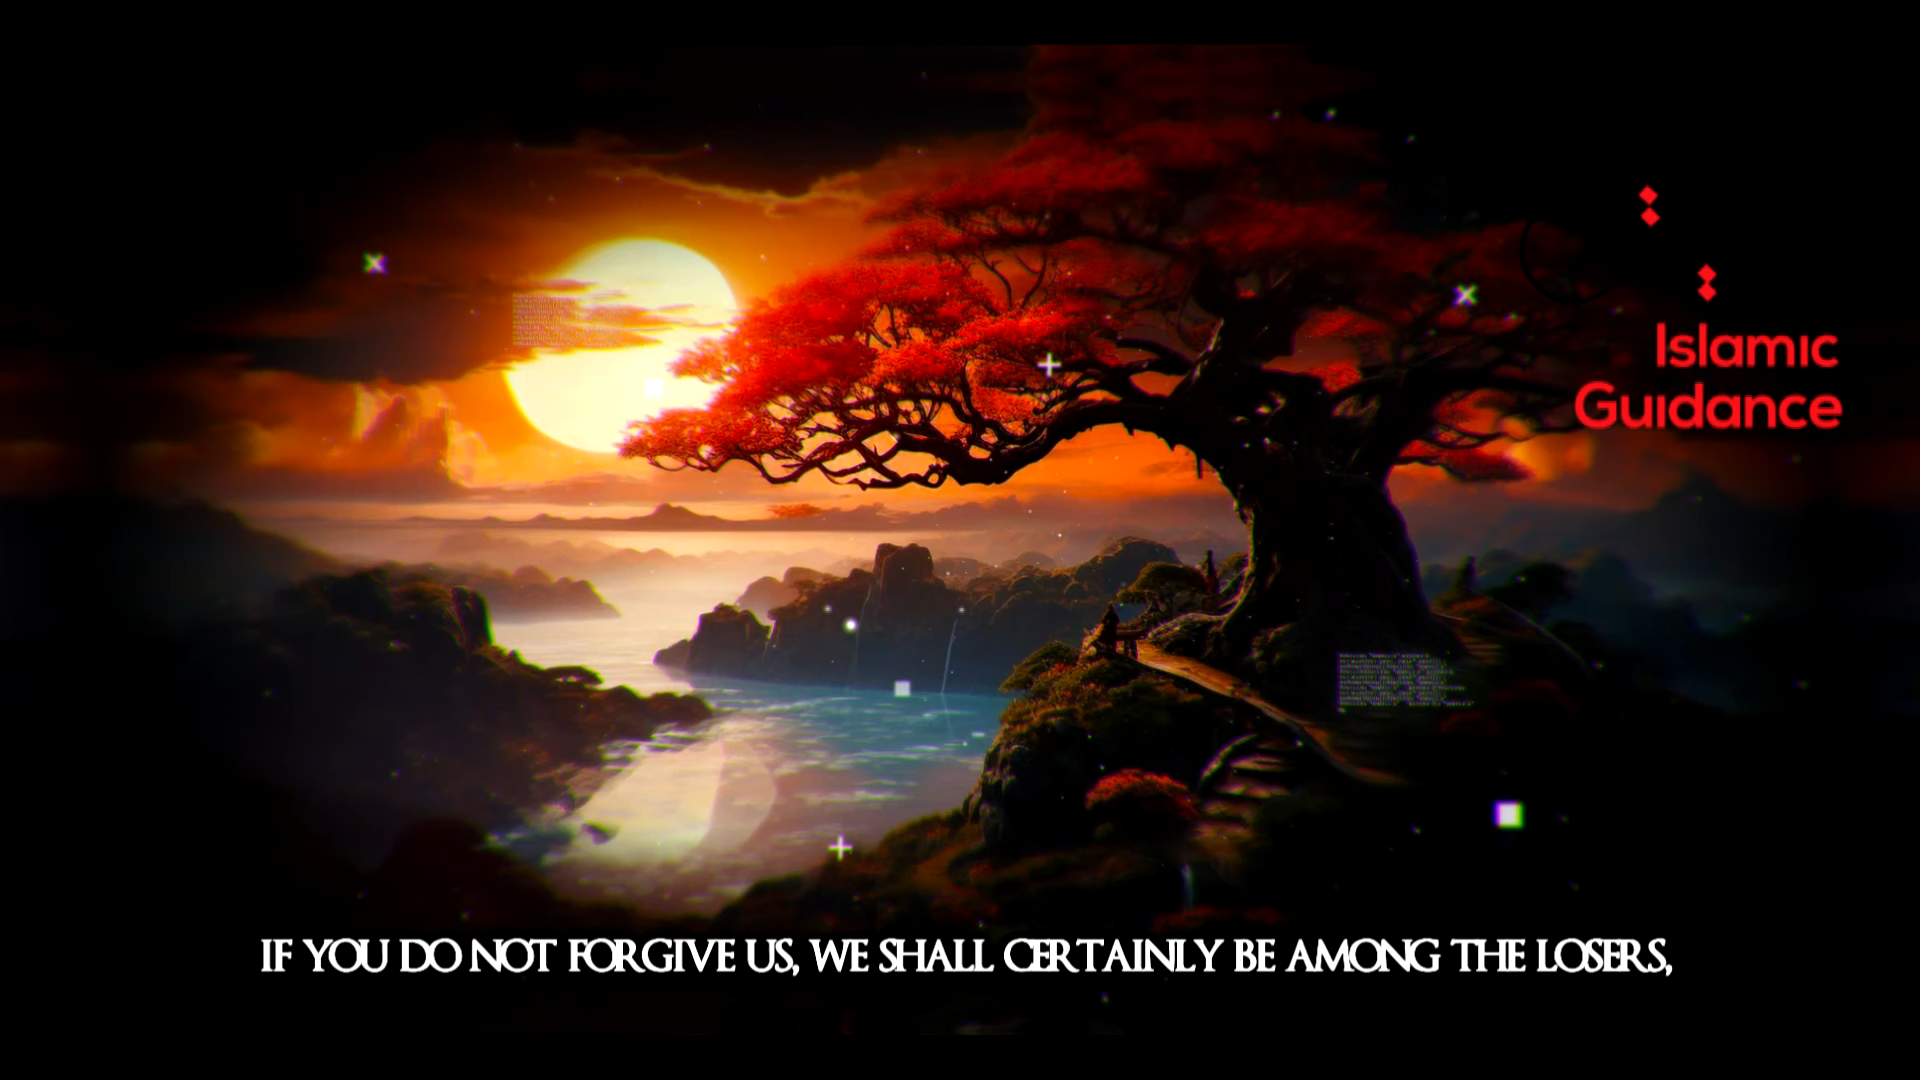 Islamic
Guidance
IF YOU DO NOT FORGIVE US, WE SHALL CERTAINLY BE AMONG THE LOSERS,